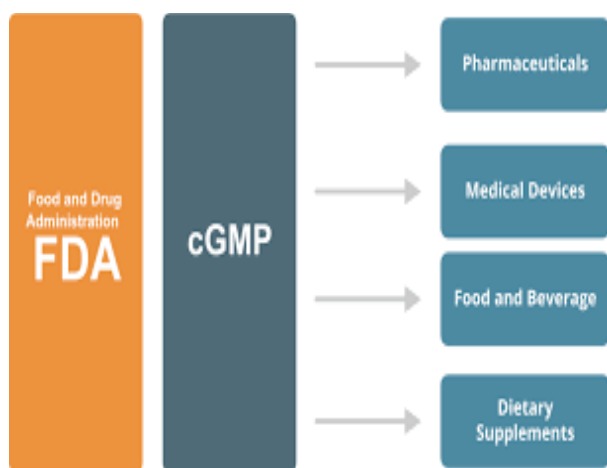 Food and Drug
Administration
FDA
cGMP
Pharmaceuticals
Medical Devices
Food and Beverage
Dietary
Supplements